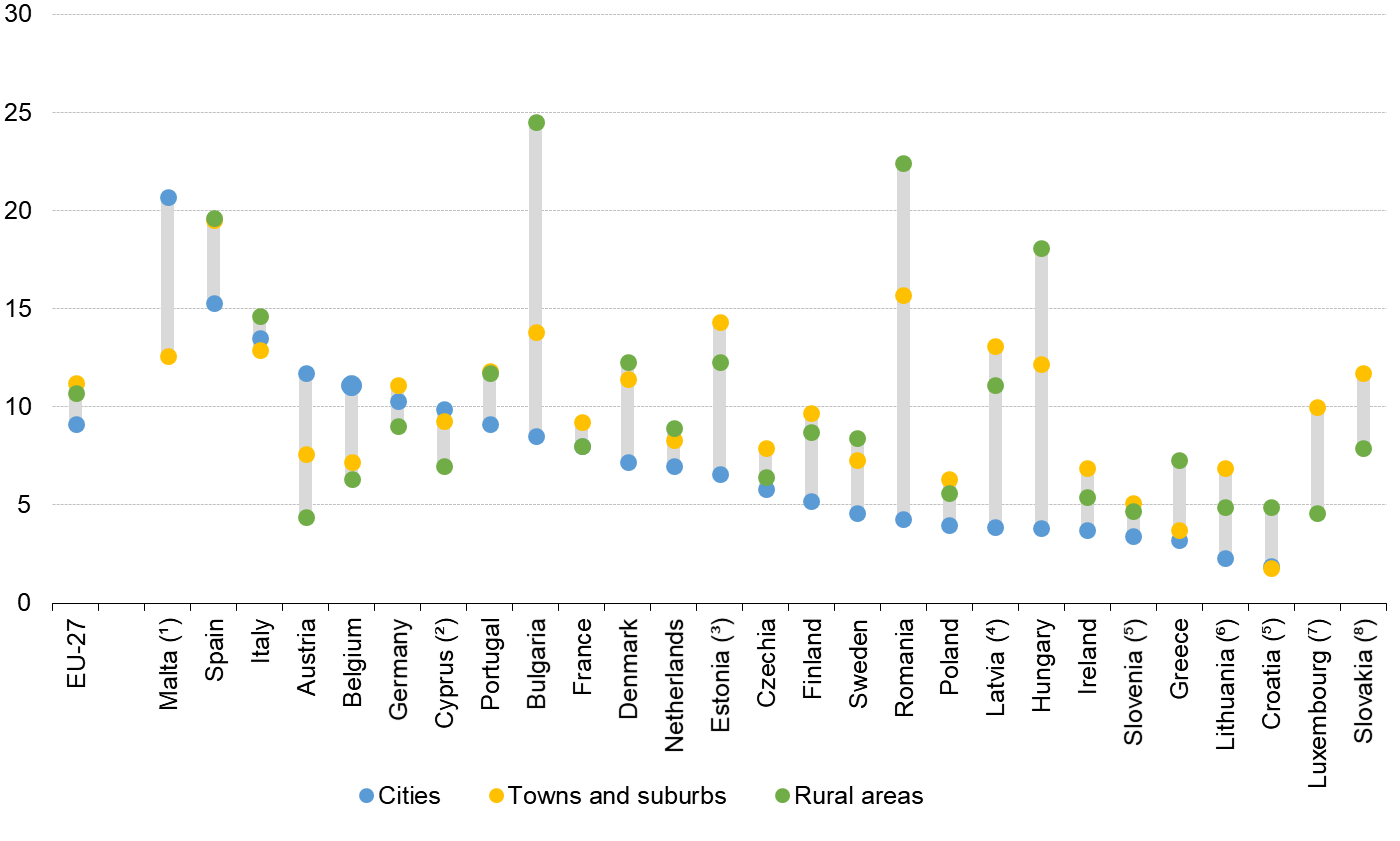 30
25
20
15
10
5
0
EU-27
Malta (¹)
Spain
Italy
Austria
Belgium
Germany
Cyprus (²)
Portugal
Bulgaria
France
Denmark
Netherlands
Estonia (³)
Czechia
Finland
Sweden
Romania
Poland
Latvia (⁴)
Hungary
Ireland
Slovenia (⁵)
Greece
Lithuania (⁶)
Croatia (⁵)
Luxembourg (⁷)
Slovakia (⁸)
Cities Towns and suburbs Rural areas